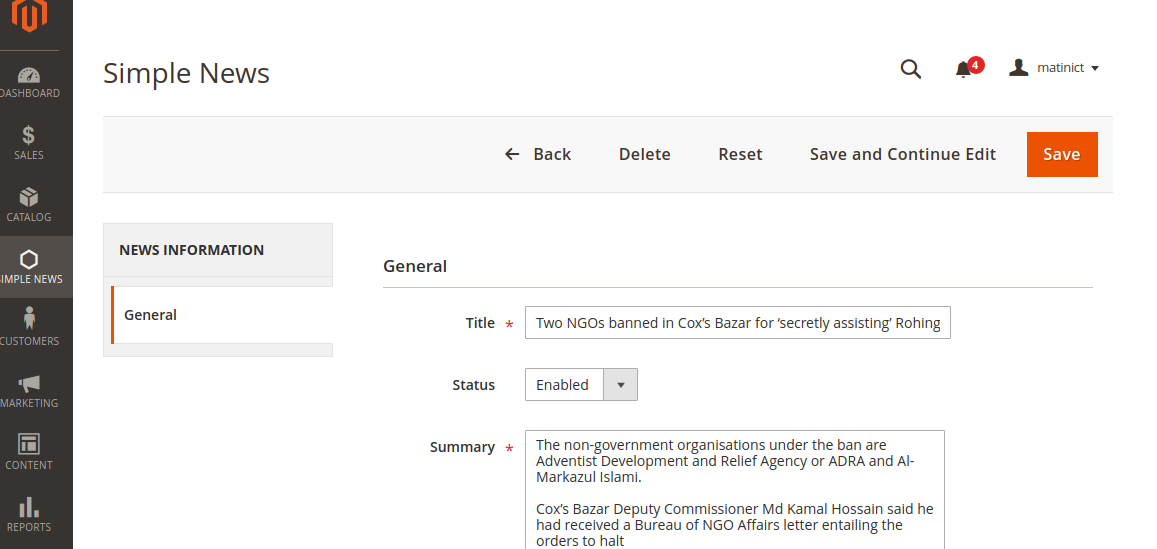 Simple News
4
matinict
Back
Delete
Reset
Save and Continue Edit
Save
DASHBOARD
SALES
CATALOG
SIMPLE NEWS
CUSTOMERS
MARKETING
CONTENT
REPORTS
NEWS INFORMATION
General
General
Title *
Two NGOs banned in Cox’s Bazar for ‘secretly assisting’ Rohing
Status
Enabled
Summary *
The non-government organisations under the ban are
Adventist Development and Relief Agency or ADRA and Al-
Markazul Islami.
Cox’s Bazar Deputy Commissioner Md Kamal Hossain said he
had received a Bureau of NGO Affairs letter entailing the
orders to halt